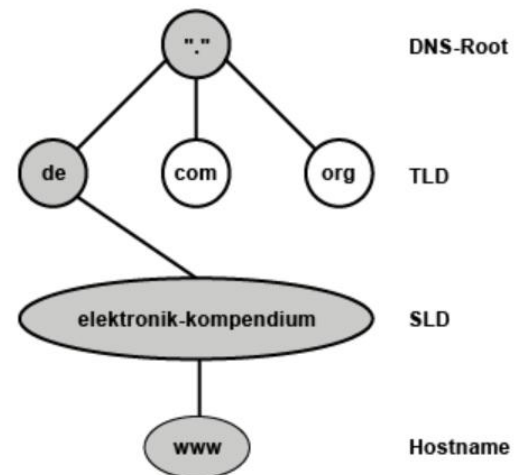 "." DNS-Root
de com org TLD
elektronik-kompendium SLD
www Hostname